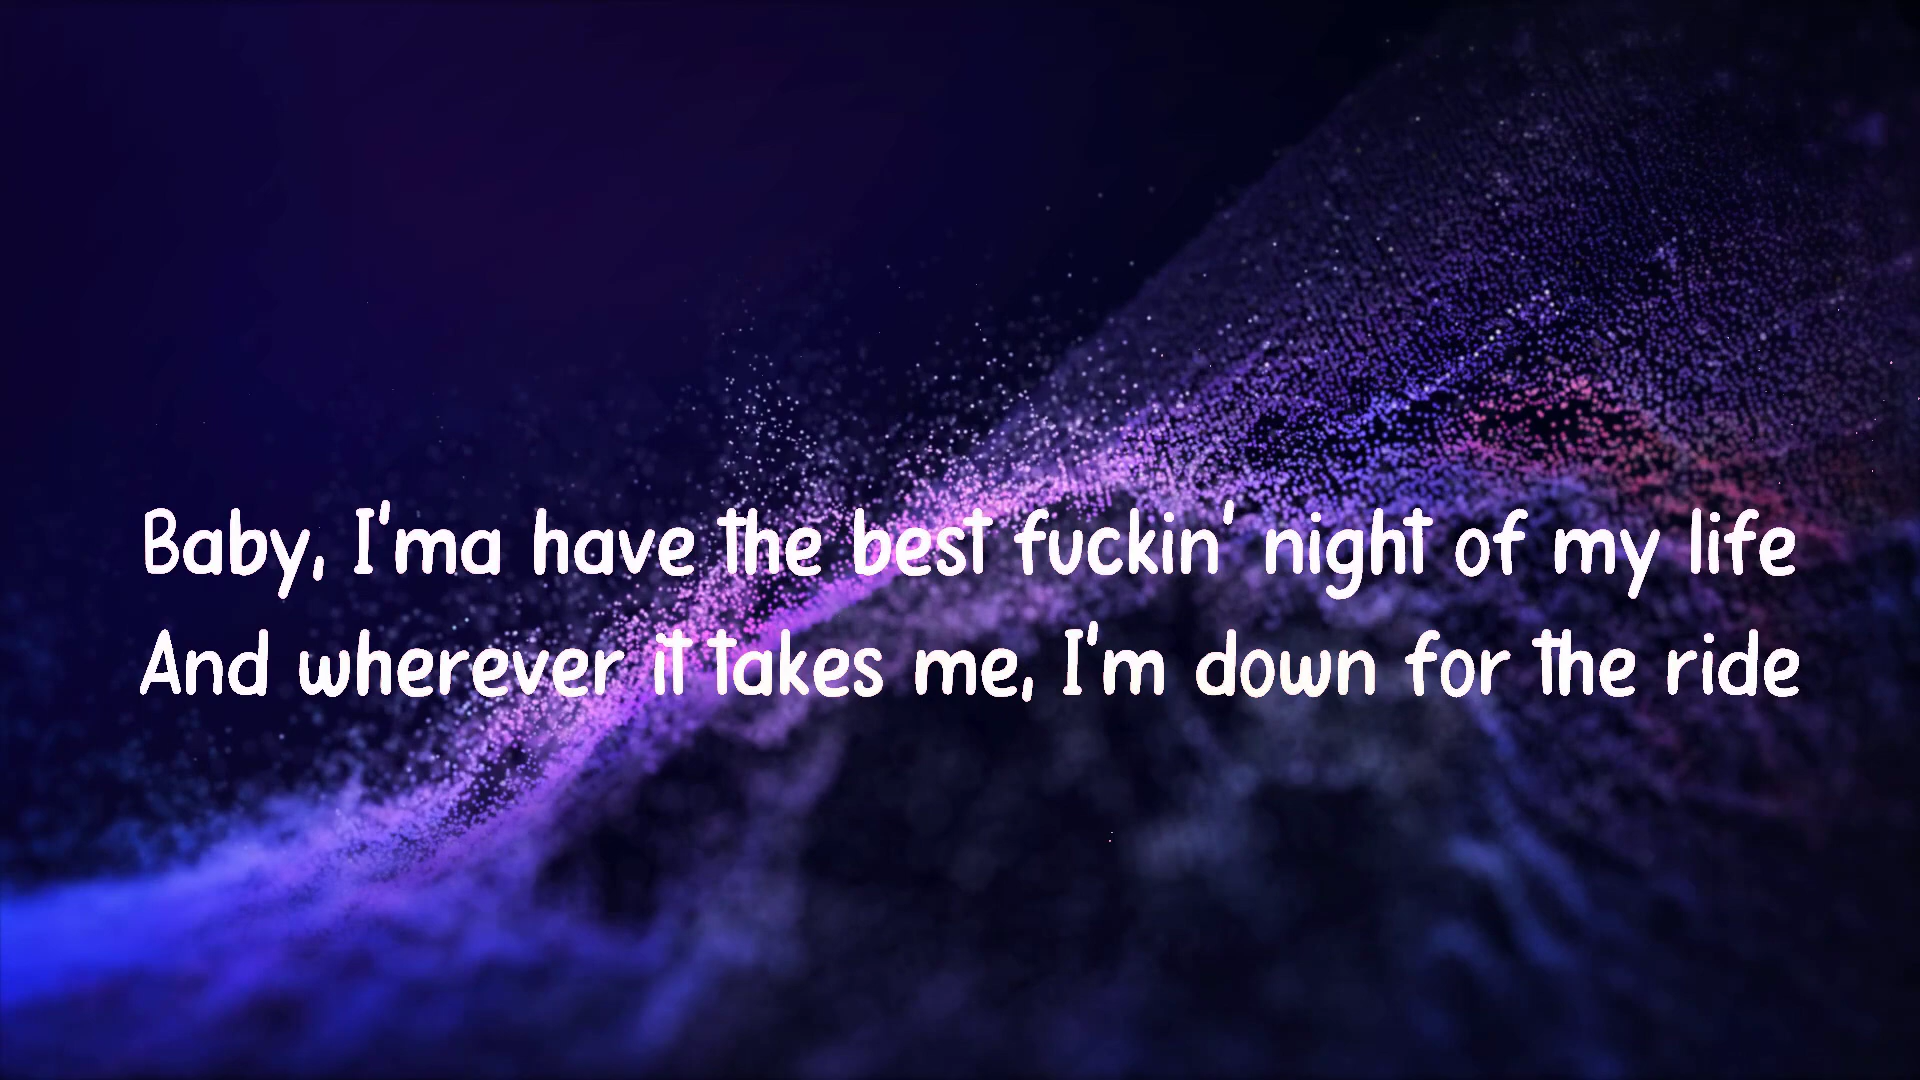 Baby, I'ma have the best fuckin' night of my life
And wherever it takes me, I'm down for the ride